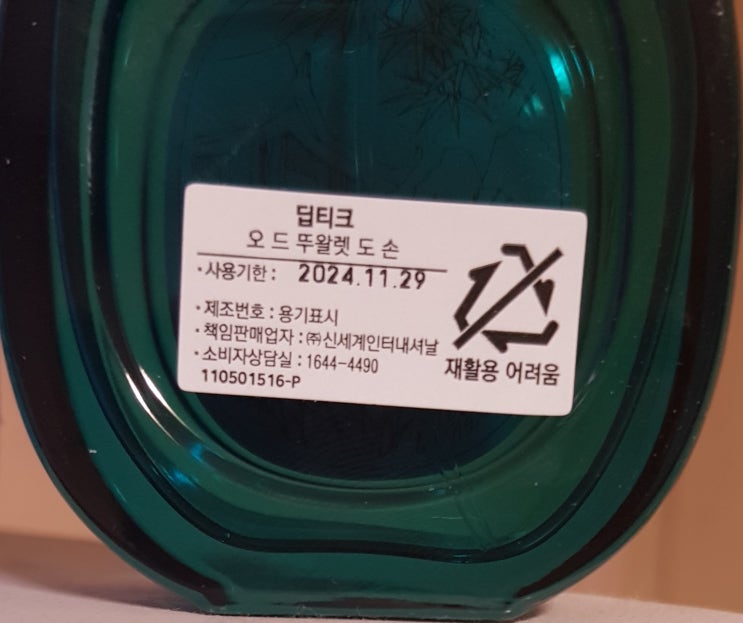 딥티크
오 드 뚜왈렛 도 손
·사용기한 : 2024.11.29
·제조번호 : 용기표시
·책임판매업자 : ㈜신세계인터내셔날
·소비자상담실 : 1644-4490
110501516-P
재활용 어려움